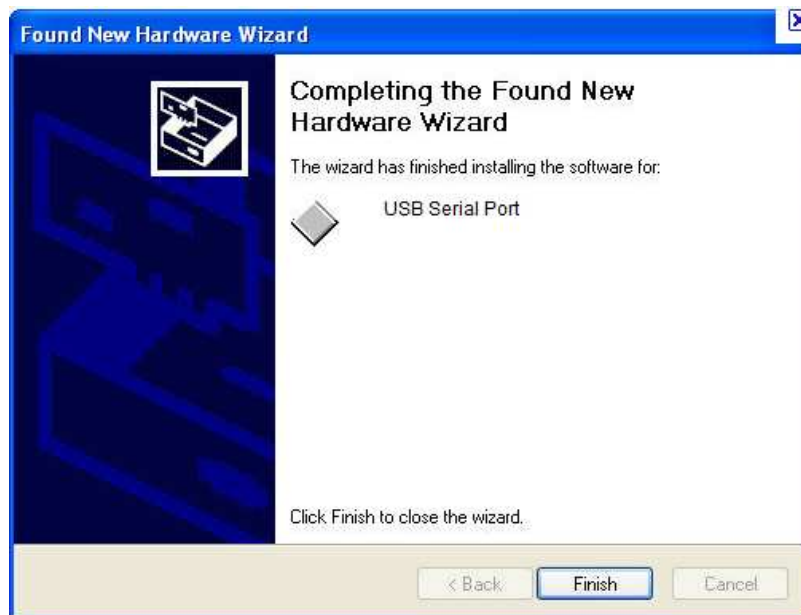 Found New Hardware Wizard
Completing the Found New
Hardware Wizard
The wizard has finished installing the software for:
USB Serial Port
Click Finish to close the wizard.
< Back
Finish
Cancel